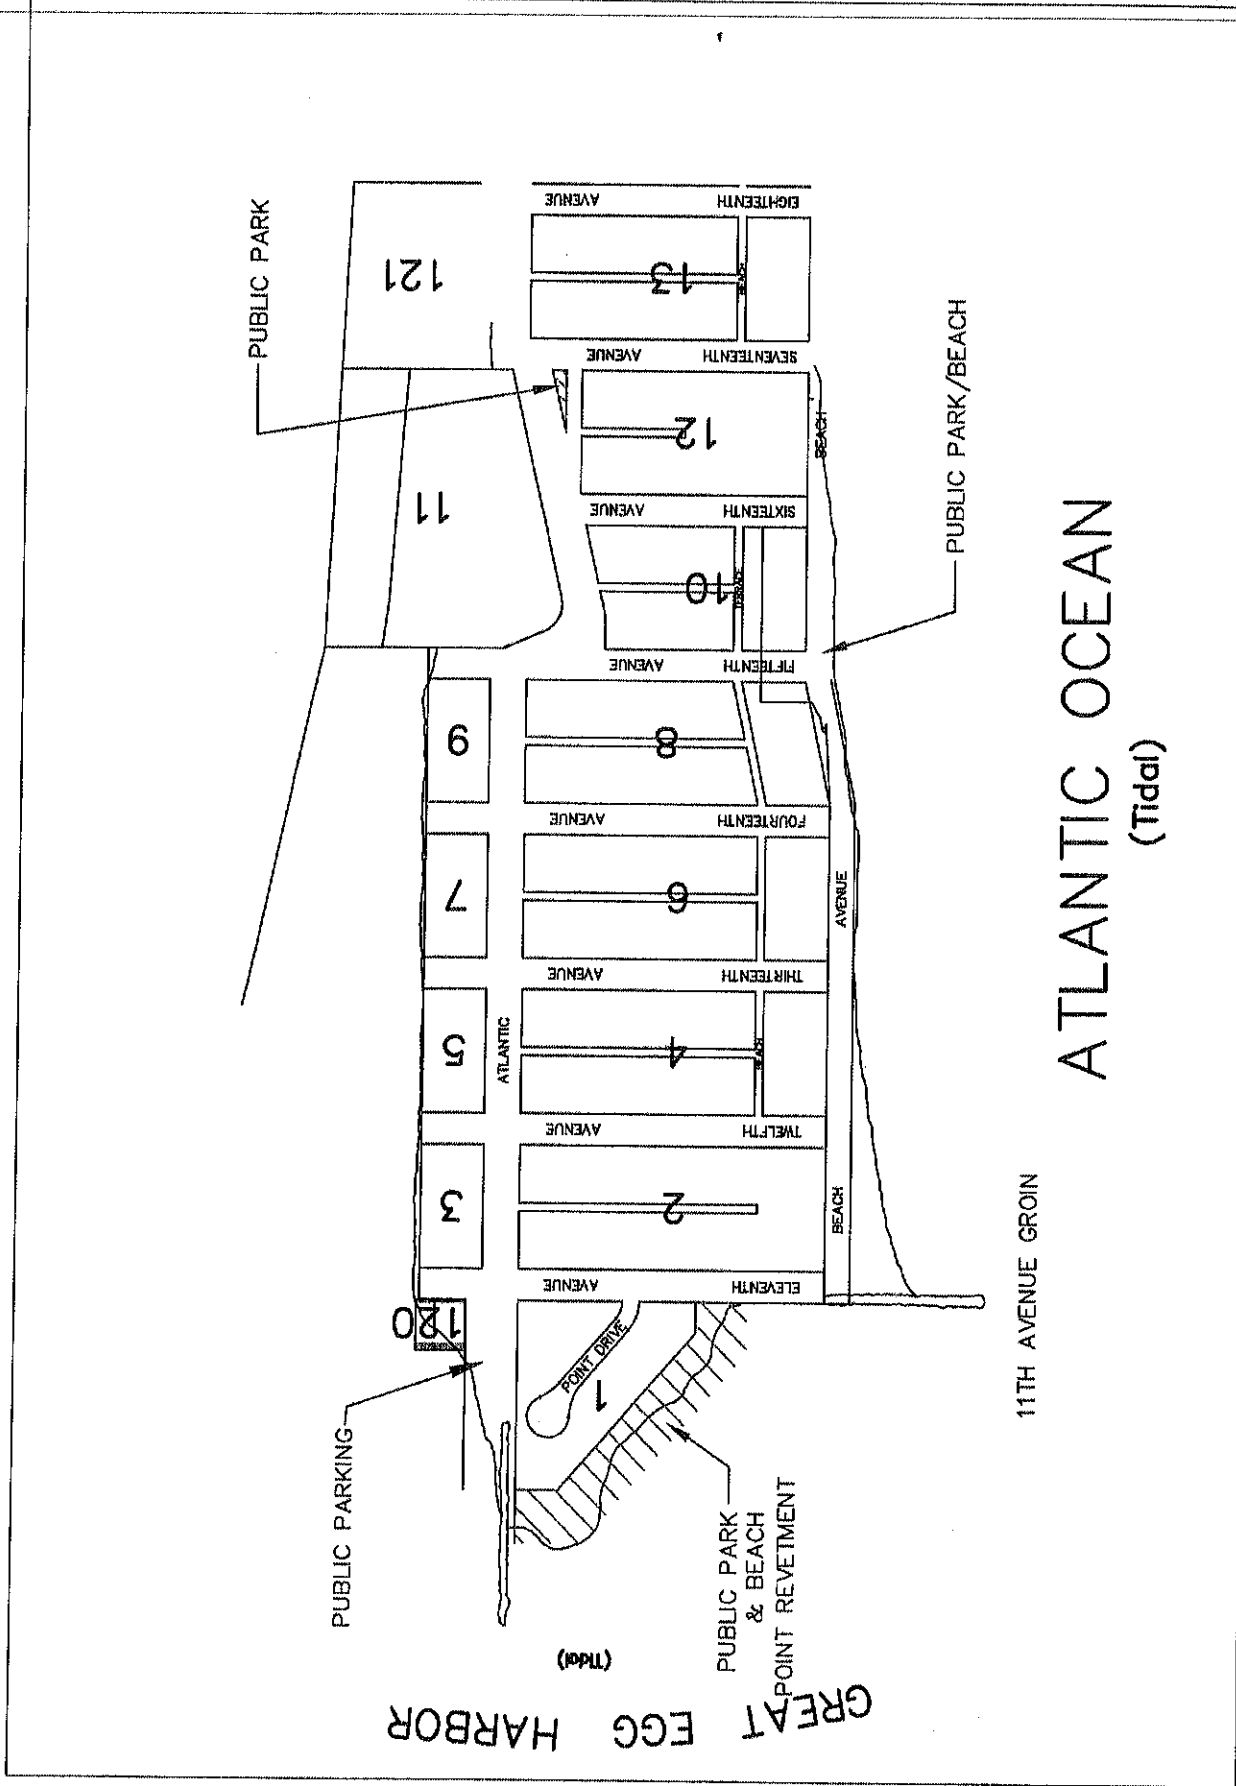 PUBLIC PARK
121
EIGHTEENTH AVENUE
13
BEACH
SEVENTEENTH AVENUE
11
12
BEACH
SIXTEENTH AVENUE
10
TERRACE
PUBLIC PARK/BEACH
FIFTEENTH AVENUE
9
8
FOURTEENTH AVENUE
7
6
AVENUE
THIRTEENTH AVENUE
5
ATLANTIC
4
BEACH
TWELFTH AVENUE
3
2
BEACH
ELEVENTH AVENUE
120
POINT DRIVE
1
PUBLIC PARKING
11TH AVENUE GROIN
PUBLIC PARK
& BEACH
POINT REVETMENT
ATLANTIC OCEAN
(Tidal)
GREAT EGG HARBOR
(Tidal)